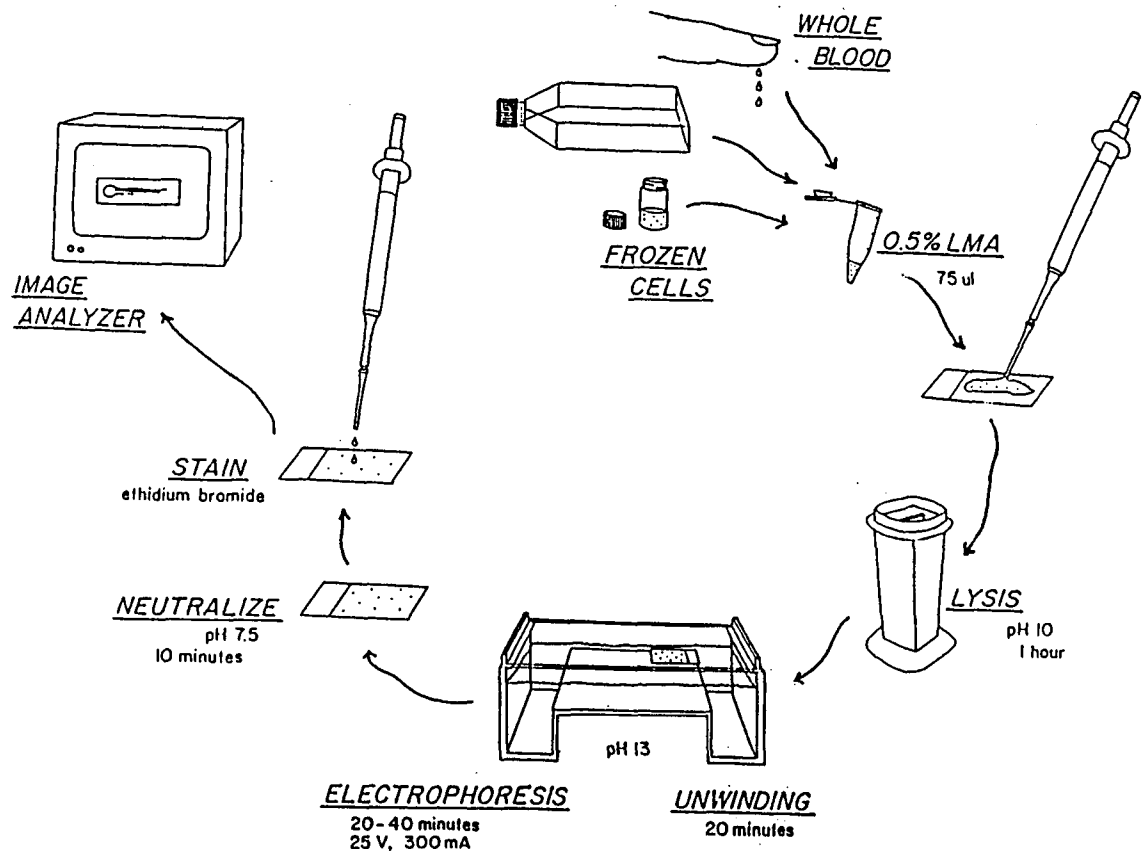 WHOLE
BLOOD
FROZEN
CELLS
0.5% LMA
75 ul
LYSIS
pH 10
1 hour
UNWINDING
20 minutes
pH 13
ELECTROPHORESIS
20-40 minutes
25 V, 300 mA
NEUTRALIZE
pH 7.5
10 minutes
STAIN
ethidium bromide
IMAGE
ANALYZER